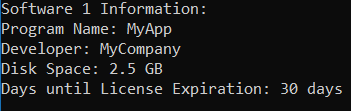 Software 1 Information:
Program Name: MyApp
Developer: MyCompany
Disk Space: 2.5 GB
Days until License Expiration: 30 days